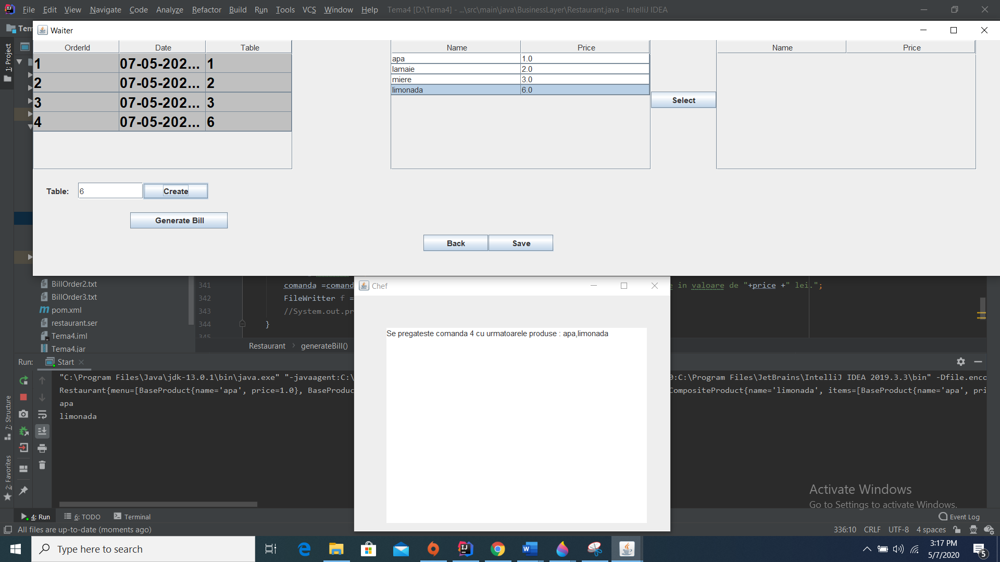 File Edit View Navigate Code Analyze Refactor Build Run Tools VCS Window Help Tema4 [D:\Tema4] - ...\src\main\java\BusinessLayer\Restaurant.java - IntelliJ IDEA
Tem
Waiter
1: Project
OrderId Date Table
1 07-05-202... 1
2 07-05-202... 2
3 07-05-202... 3
4 07-05-202... 6
Name Price
apa 1.0
lamaie 2.0
miere 3.0
limonada 6.0
Select
Name Price
Table: 6 Create
Generate Bill
Back Save
BillOrder2.txt
BillOrder3.txt
pom.xml
restaurant.ser
Tema4.iml
Tema4.jar
341 comanda =comand
e in valoare de "+price +" lei.";
342 FileWritter f =
343 //System.out.pr
344 }
345
Restaurant > generateBill()
Chef
Se pregateste comanda 4 cu urmatoarele produse : apa,limonada
Run: Start
"C:\Program Files\Java\jdk-13.0.1\bin\java.exe" "-javaagent:C:\
0:C:\Program Files\JetBrains\IntelliJ IDEA 2019.3.3\bin" -Dfile.enco
Restaurant{menu=[BaseProduct{name='apa', price=1.0}, BaseProduc
CompositeProduct{name='limonada', items=[BaseProduct{name='apa', pri
apa
limonada
7: Structure
2: Favorites
Activate Windows
Go to Settings to activate Windows.
4: Run 6: TODO Terminal Event Log
All files are up-to-date (moments ago) 336:10 CRLF UTF-8 4 spaces
Type here to search
W
3:17 PM
5/7/2020
5